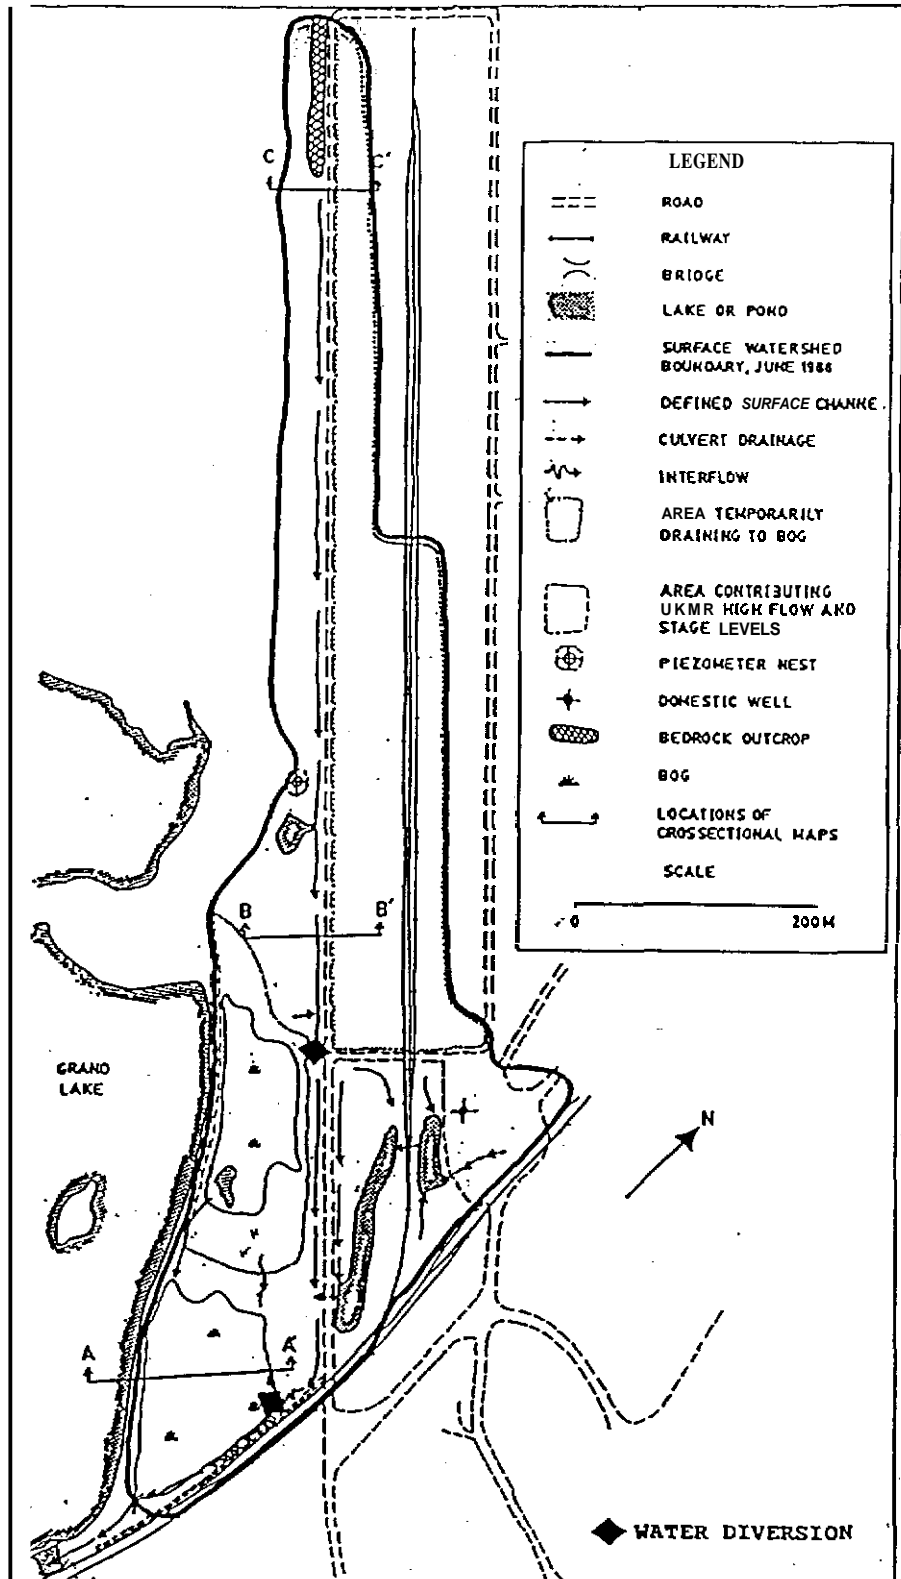 C
C'
LEGEND
ROAD
RAILWAY
BRIDGE
LAKE OR POND
SURFACE WATERSHED
BOUNDARY, JUNE 1988
DEFINED SURFACE CHANNE
CULVERT DRAINAGE
INTERFLOW
AREA TEMPORARILY
DRAINING TO BOG
AREA CONTRIBUTING
UKMR HIGH FLOW AND
STAGE LEVELS
PIEZOMETER NEST
DOMESTIC WELL
BEDROCK OUTCROP
BOG
LOCATIONS OF
CROSSECTIONAL MAPS
SCALE
0 200M
B
B'
GRAND
LAKE
N
A
A'
WATER DIVERSION